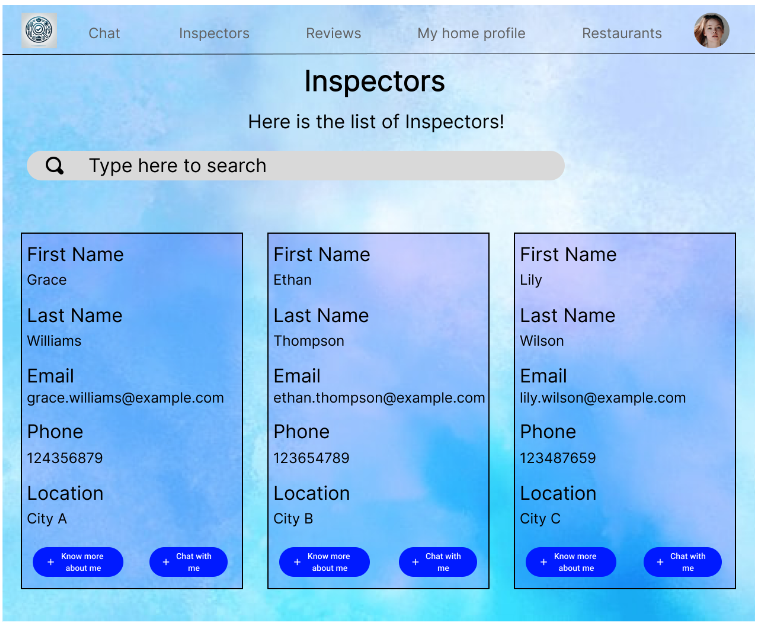 Chat Inspectors Reviews My home profile Restaurants
Inspectors
Here is the list of Inspectors!
Type here to search
First Name
Grace
Last Name
Williams
Email
grace.williams@example.com
Phone
124356879
Location
City A
+ Know more
about me
+ Chat with
me
First Name
Ethan
Last Name
Thompson
Email
ethan.thompson@example.com
Phone
123654789
Location
City B
+ Know more
about me
+ Chat with
me
First Name
Lily
Last Name
Wilson
Email
lily.wilson@example.com
Phone
123487659
Location
City C
+ Know more
about me
+ Chat with
me